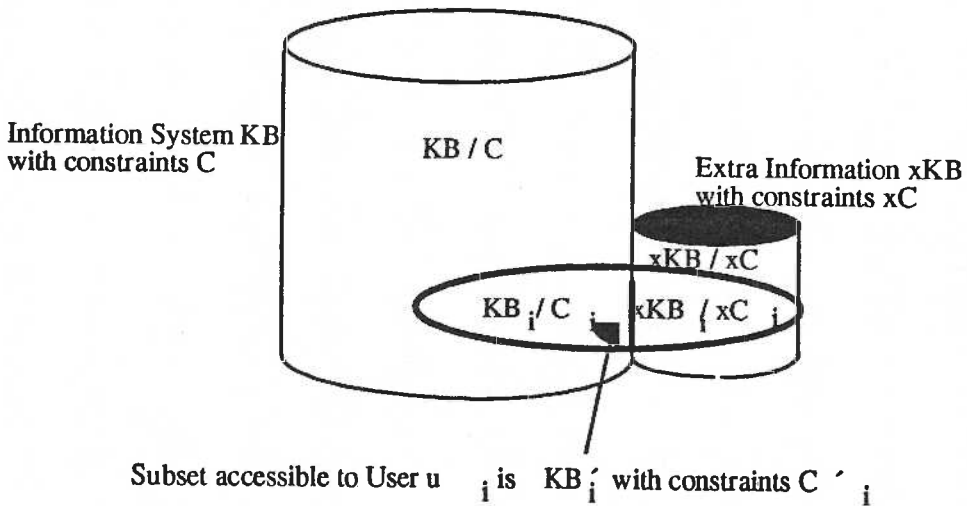 Information System KB
with constraints C
KB / C
Extra Information xKB
with constraints xC
xKB / xC
KB i / C i xKB i / xC i
Subset accessible to User u i is KB´i with constraints C ´ i